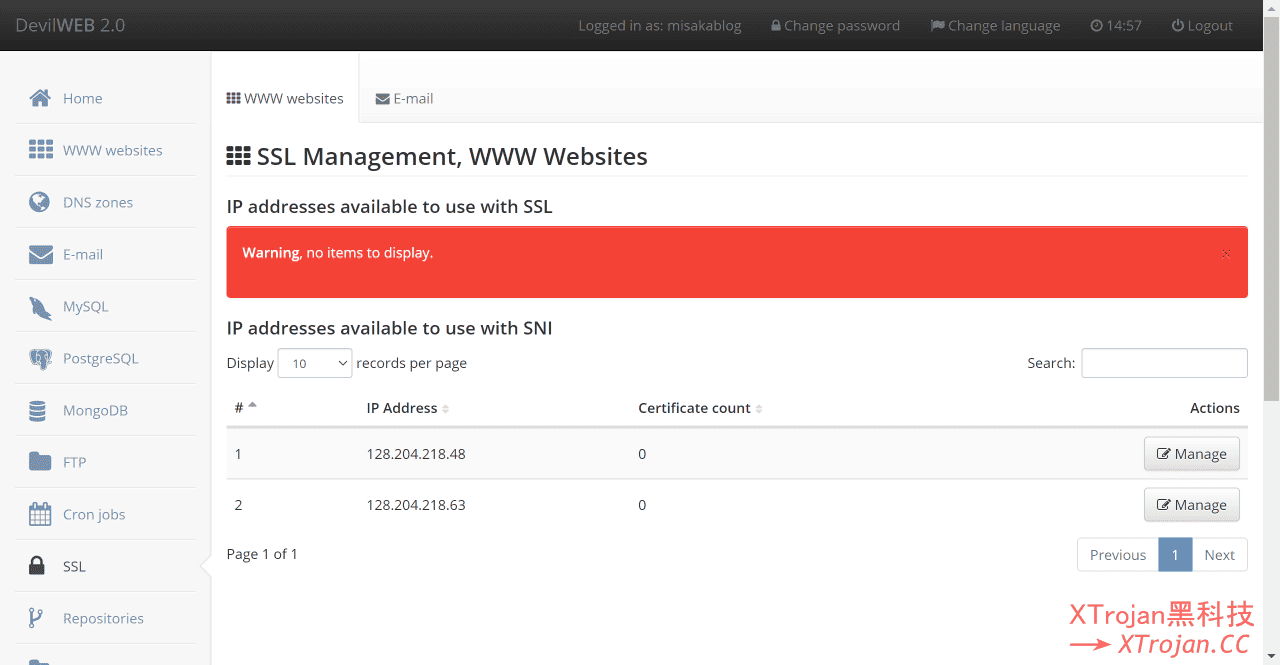 DevilWEB 2.0
Logged in as: misakablog
Change password
Change language
14:57
Logout
Home
WWW websites
DNS zones
E-mail
MySQL
PostgreSQL
MongoDB
FTP
Cron jobs
SSL
Repositories
WWW websites
E-mail
SSL Management, WWW Websites
IP addresses available to use with SSL
Warning, no items to display.
×
IP addresses available to use with SNI
Display 10 records per page
Search:
# IP Address Certificate count Actions
1 128.204.218.48 0 Manage
2 128.204.218.63 0 Manage
Page 1 of 1
Previous 1 Next
XTrojan黑科技
XTrojan.CC